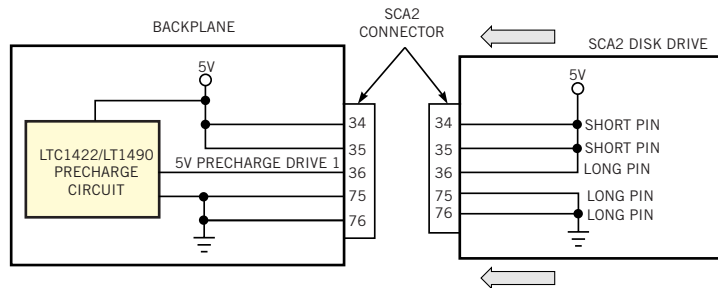 BACKPLANE
SCA2
CONNECTOR
SCA2 DISK DRIVE
5V
5V
LTC1422/LT1490
PRECHARGE
CIRCUIT
5V PRECHARGE DRIVE 1
34
35
36
75
76
34
35
36
75
76
SHORT PIN
SHORT PIN
LONG PIN
LONG PIN
LONG PIN